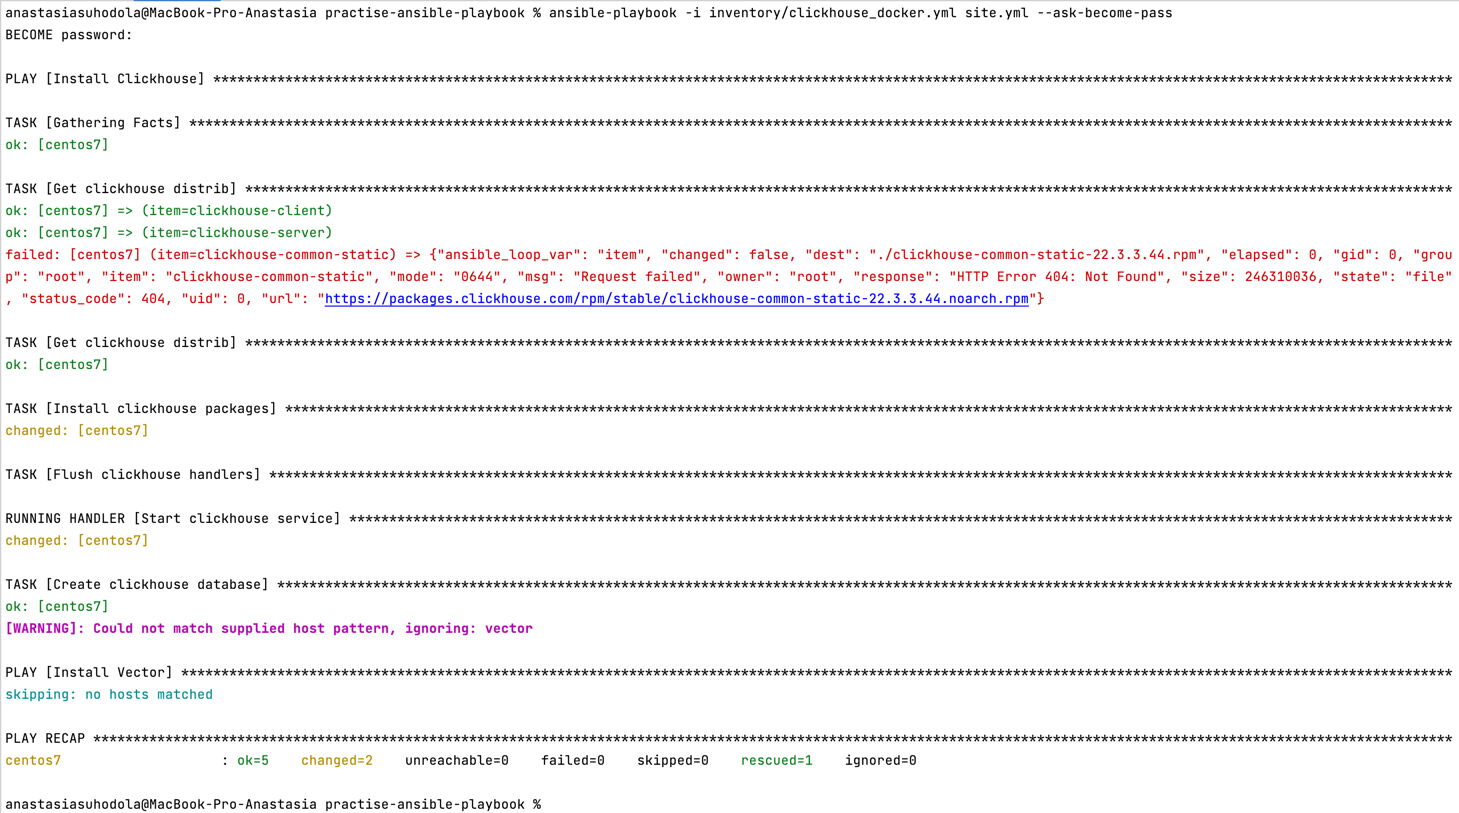 anastasiasuhodola@MacBook-Pro-Anastasia practise-ansible-playbook % ansible-playbook -i inventory/clickhouse_docker.yml site.yml --ask-become-pass
BECOME password:
PLAY [Install Clickhouse] ***********************************************************************************************************************************************************
TASK [Gathering Facts] **************************************************************************************************************************************************************
ok: [centos7]
TASK [Get clickhouse distrib] *******************************************************************************************************************************************************
ok: [centos7] => (item=clickhouse-client)
ok: [centos7] => (item=clickhouse-server)
failed: [centos7] (item=clickhouse-common-static) => {"ansible_loop_var": "item", "changed": false, "dest": "./clickhouse-common-static-22.3.3.44.rpm", "elapsed": 0, "gid": 0, "grou
p": "root", "item": "clickhouse-common-static", "mode": "0644", "msg": "Request failed", "owner": "root", "response": "HTTP Error 404: Not Found", "size": 246310036, "state": "file"
, "status_code": 404, "uid": 0, "url": "https://packages.clickhouse.com/rpm/stable/clickhouse-common-static-22.3.3.44.noarch.rpm"}
TASK [Get clickhouse distrib] *******************************************************************************************************************************************************
ok: [centos7]
TASK [Install clickhouse packages] **************************************************************************************************************************************************
changed: [centos7]
TASK [Flush clickhouse handlers] ****************************************************************************************************************************************************
RUNNING HANDLER [Start clickhouse service] ******************************************************************************************************************************************
changed: [centos7]
TASK [Create clickhouse database] ***************************************************************************************************************************************************
ok: [centos7]
[WARNING]: Could not match supplied host pattern, ignoring: vector
PLAY [Install Vector] ***************************************************************************************************************************************************************
skipping: no hosts matched
PLAY RECAP **************************************************************************************************************************************************************************
centos7                    : ok=5    changed=2    unreachable=0    failed=0    skipped=0    rescued=1    ignored=0
anastasiasuhodola@MacBook-Pro-Anastasia practise-ansible-playbook %